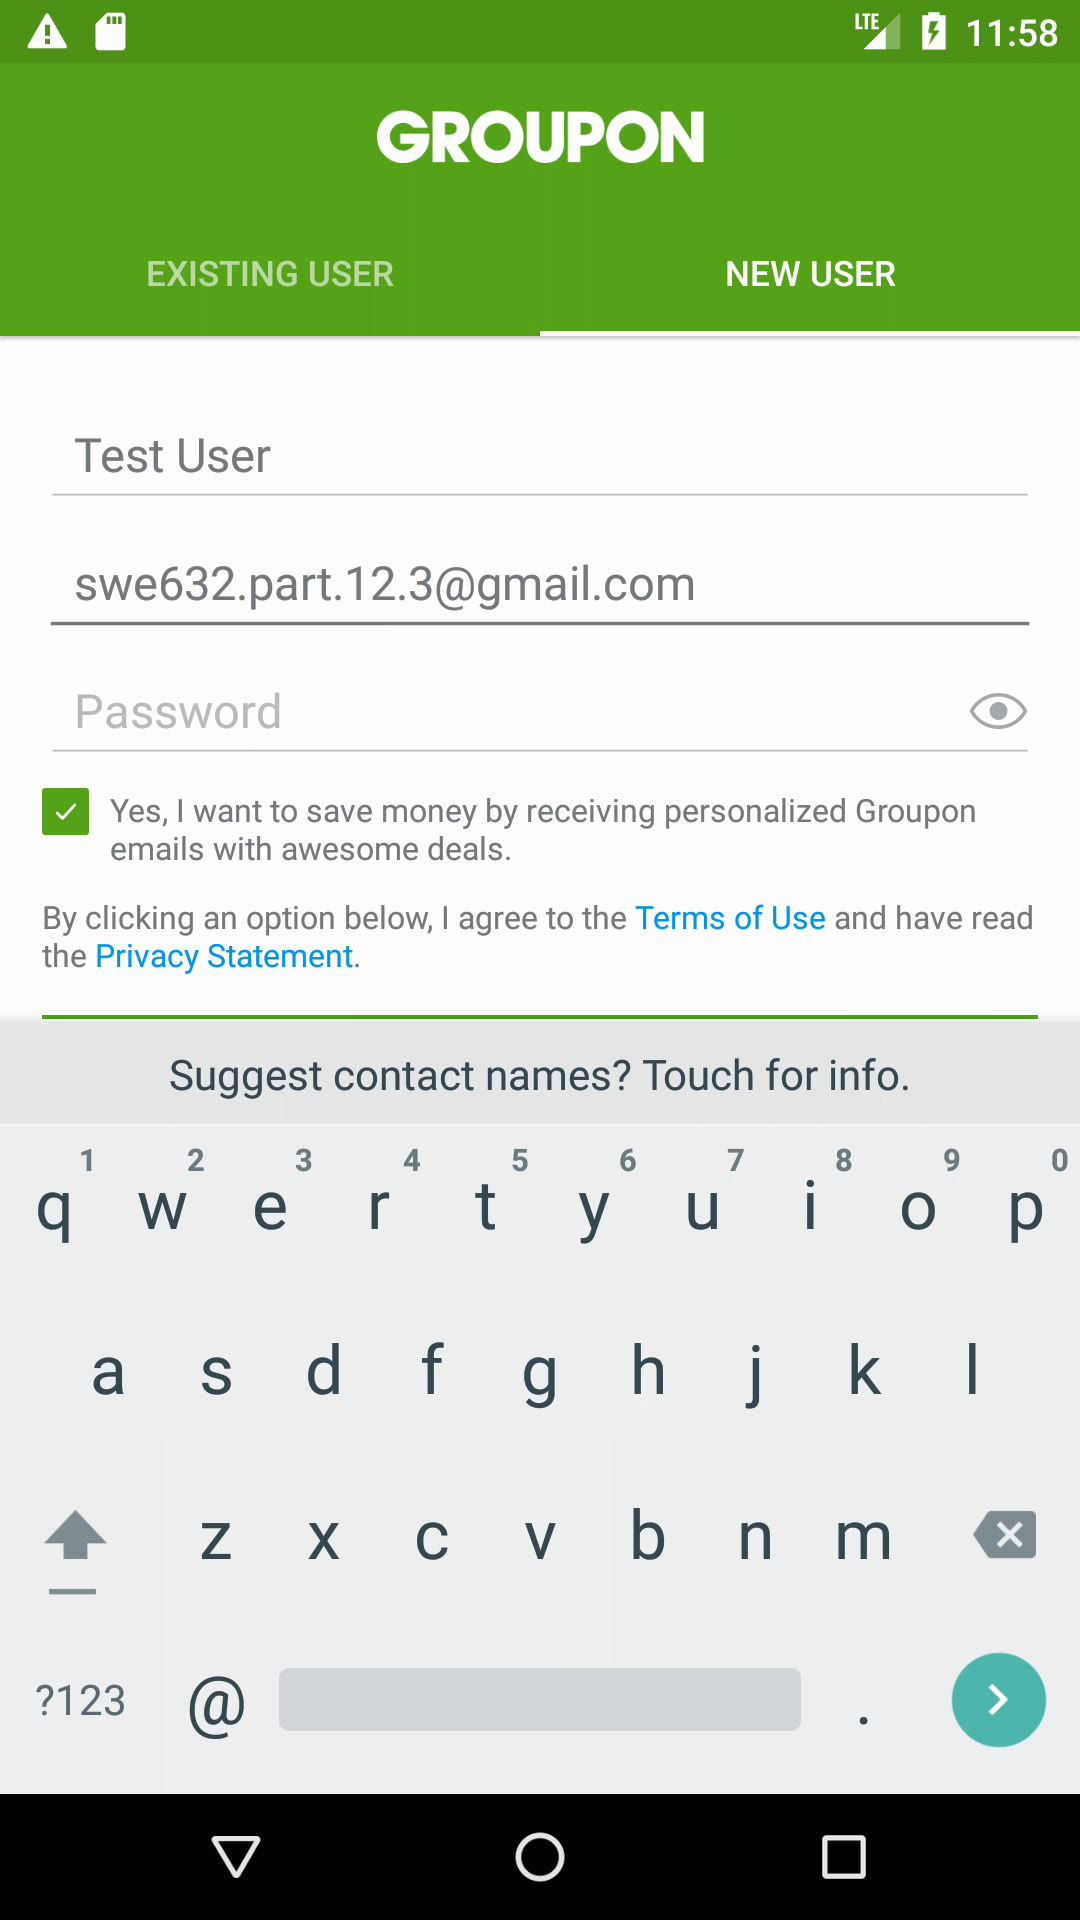 LTE 11:58
GROUPON
EXISTING USER NEW USER
Test User
swe632.part.12.3@gmail.com
Password
Yes, I want to save money by receiving personalized Groupon
emails with awesome deals.
By clicking an option below, I agree to the Terms of Use and have read
the Privacy Statement.
Suggest contact names? Touch for info.
1 2 3 4 5 6 7 8 9 0
q w e r t y u i o p
a s d f g h j k l
z x c v b n m
?123 @ .